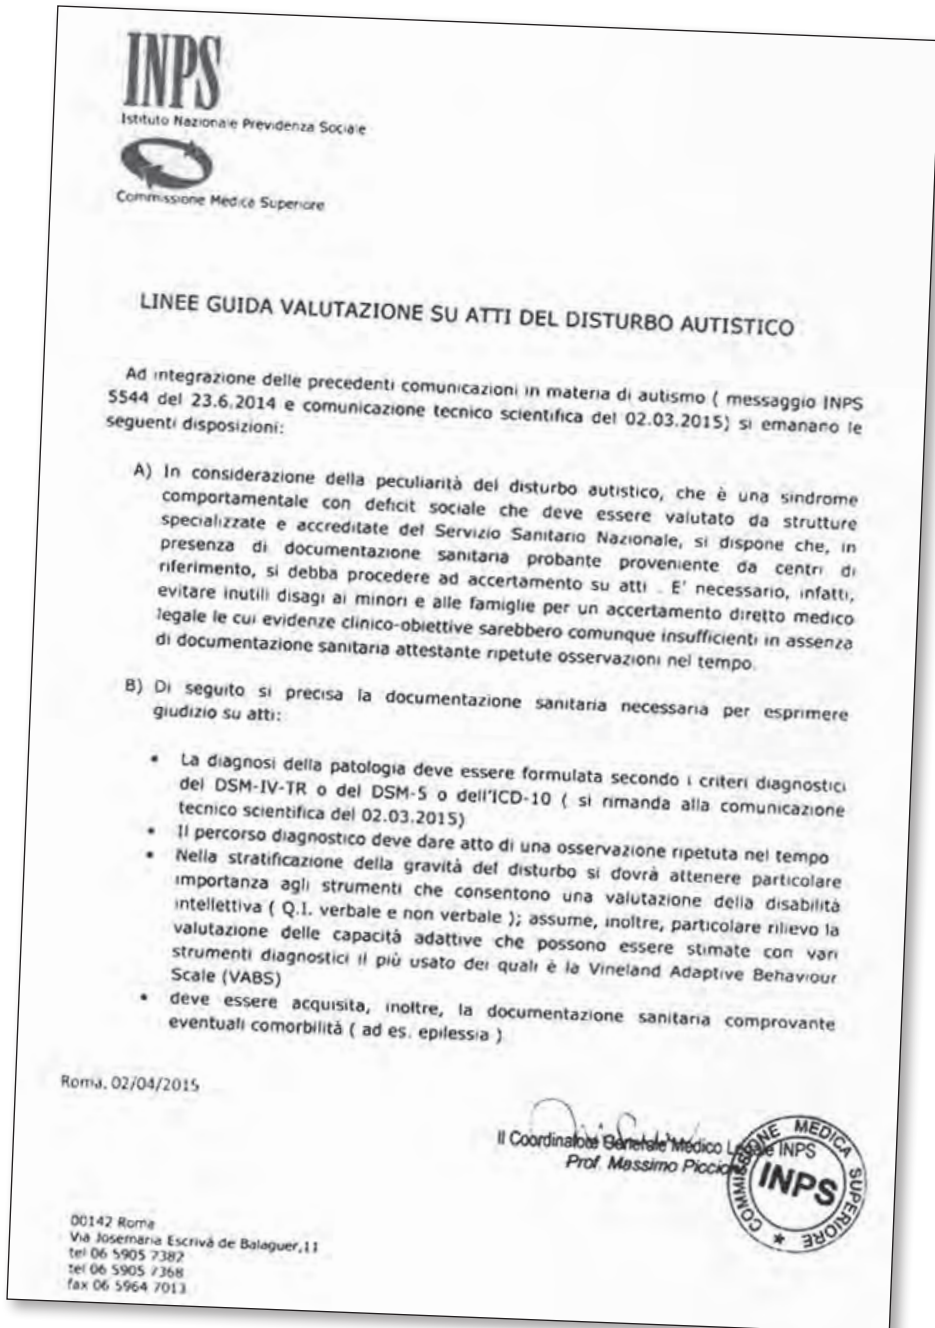 INPS
Istituto Nazionale Previdenza Sociale
Commissione Medica Superiore
LINEE GUIDA VALUTAZIONE SU ATTI DEL DISTURBO AUTISTICO
Ad integrazione delle precedenti comunicazioni in materia di autismo ( messaggio INPS
5544 del 23.6.2014 e comunicazione tecnico scientifica del 02.03.2015) si emanano le
seguenti disposizioni:
A) In considerazione della peculiarità del disturbo autistico, che è una sindrome
comportamentale con deficit sociale che deve essere valutato da strutture
specializzate e accreditate del Servizio Sanitario Nazionale, si dispone che, in
presenza di documentazione sanitaria probante proveniente da centri di
riferimento, si debba procedere ad accertamento su atti . E' necessario, infatti,
evitare inutili disagi ai minori e alle famiglie per un accertamento diretto medico
legale le cui evidenze clinico-obiettive sarebbero comunque insufficienti in assenza
di documentazione sanitaria attestante ripetute osservazioni nel tempo.
B) Di seguito si precisa la documentazione sanitaria necessaria per esprimere
giudizio su atti:
• La diagnosi della patologia deve essere formulata secondo i criteri diagnostici
del DSM-IV-TR o del DSM-5 o dell'ICD-10 ( si rimanda alla comunicazione
tecnico scientifica del 02.03.2015)
• Il percorso diagnostico deve dare atto di una osservazione ripetuta nel tempo
• Nella stratificazione della gravità del disturbo si dovrà attenere particolare
importanza agli strumenti che consentono una valutazione della disabilità
intellettiva ( Q.I. verbale e non verbale ); assume, inoltre, particolare rilievo la
valutazione delle capacità adattive che possono essere stimate con vari
strumenti diagnostici il più usato dei quali è la Vineland Adaptive Behaviour
Scale (VABS)
• deve essere acquisita, inoltre, la documentazione sanitaria comprovante
eventuali comorbilità ( ad es. epilessia )
Roma, 02/04/2015
Il Coordinatore Generale Medico Legale INPS
Prof. Massimo Piccioni
COMMISSIONE MEDICA SUPERIORE
INPS
00142 Roma
Via Josemaria Escrivà de Balaguer,11
tel 06 5905 7382
tel 06 5905 7368
fax 06 5964 7013